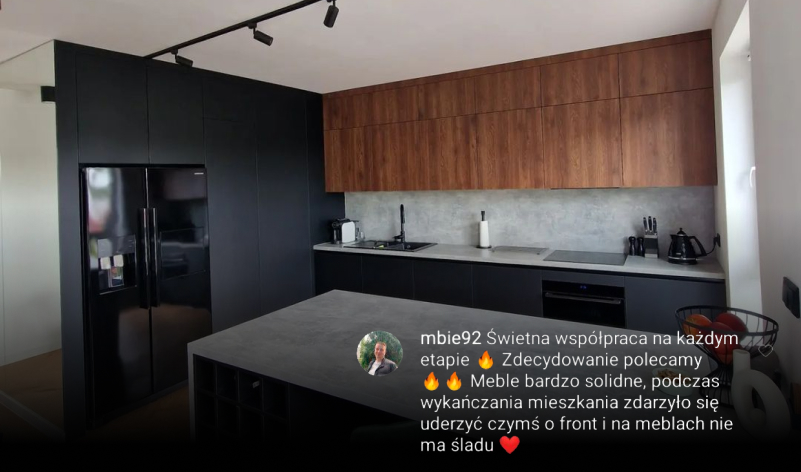 mbie92 Świetna współpraca na każdym
etapie 🔥 Zdecydowanie polecamy
🔥🔥 Meble bardzo solidne, podczas
wykańczania mieszkania zdarzyło się
uderzyć czymś o front i na meblach nie
ma śladu ❤️